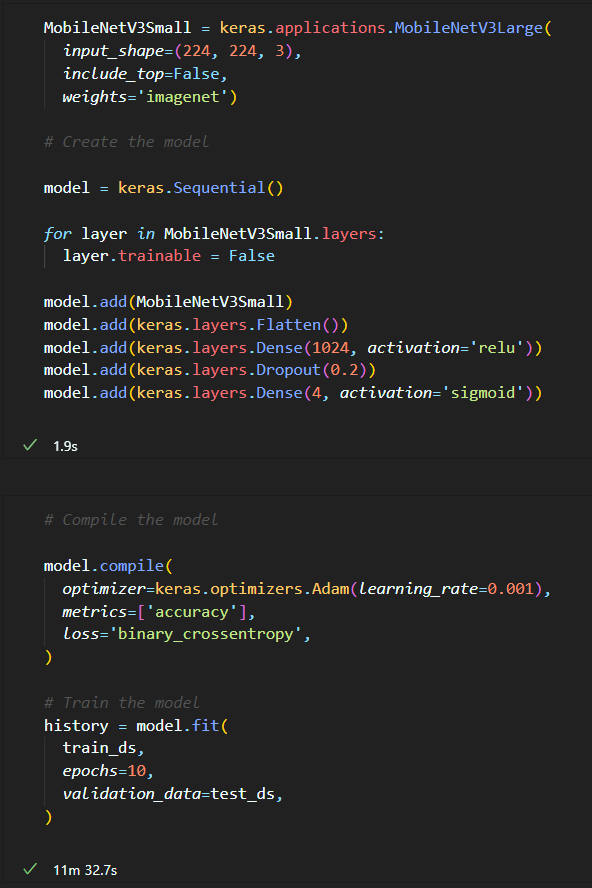 MobileNetV3Small = keras.applications.MobileNetV3Large(
  input_shape=(224, 224, 3),
  include_top=False,
  weights='imagenet')
# Create the model
model = keras.Sequential()
for layer in MobileNetV3Small.layers:
  layer.trainable = False
model.add(MobileNetV3Small)
model.add(keras.layers.Flatten())
model.add(keras.layers.Dense(1024, activation='relu'))
model.add(keras.layers.Dropout(0.2))
model.add(keras.layers.Dense(4, activation='sigmoid'))
✓ 1.9s
# Compile the model
model.compile(
  optimizer=keras.optimizers.Adam(learning_rate=0.001),
  metrics=['accuracy'],
  loss='binary_crossentropy',
)
# Train the model
history = model.fit(
  train_ds,
  epochs=10,
  validation_data=test_ds,
)
✓ 11m 32.7s